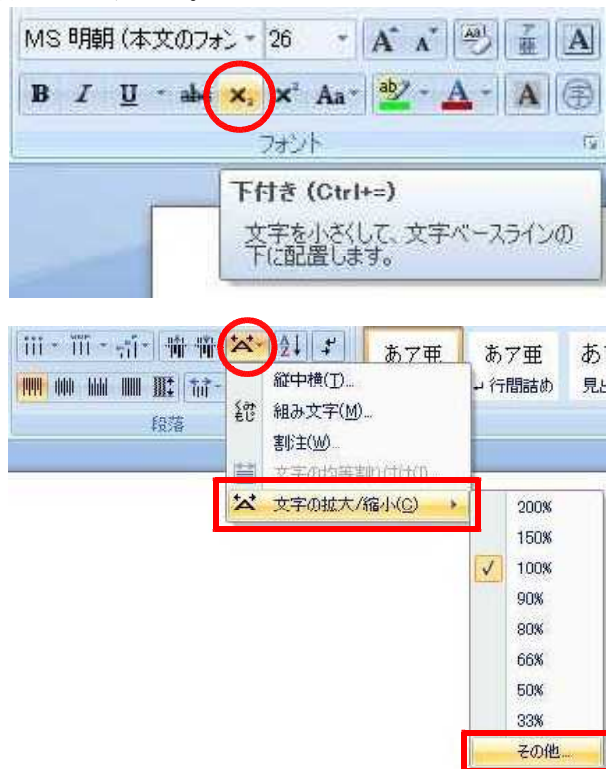 MS 明朝 (本文のフォン 26 A A Aa ア亜 A
B I U abc X₂ X² Aa ab A A 字
フォント
下付き (Ctrl+=)
文字を小さくして、文字ベースラインの
下に配置します。
あア亜 あア亜 あ
行間詰め 見出
段落
縦中横(T)...
組み文字(M)...
割注(W)...
文字の均等割り付け(I)...
文字の拡大/縮小(C)
200%
150%
100%
90%
80%
66%
50%
33%
その他...